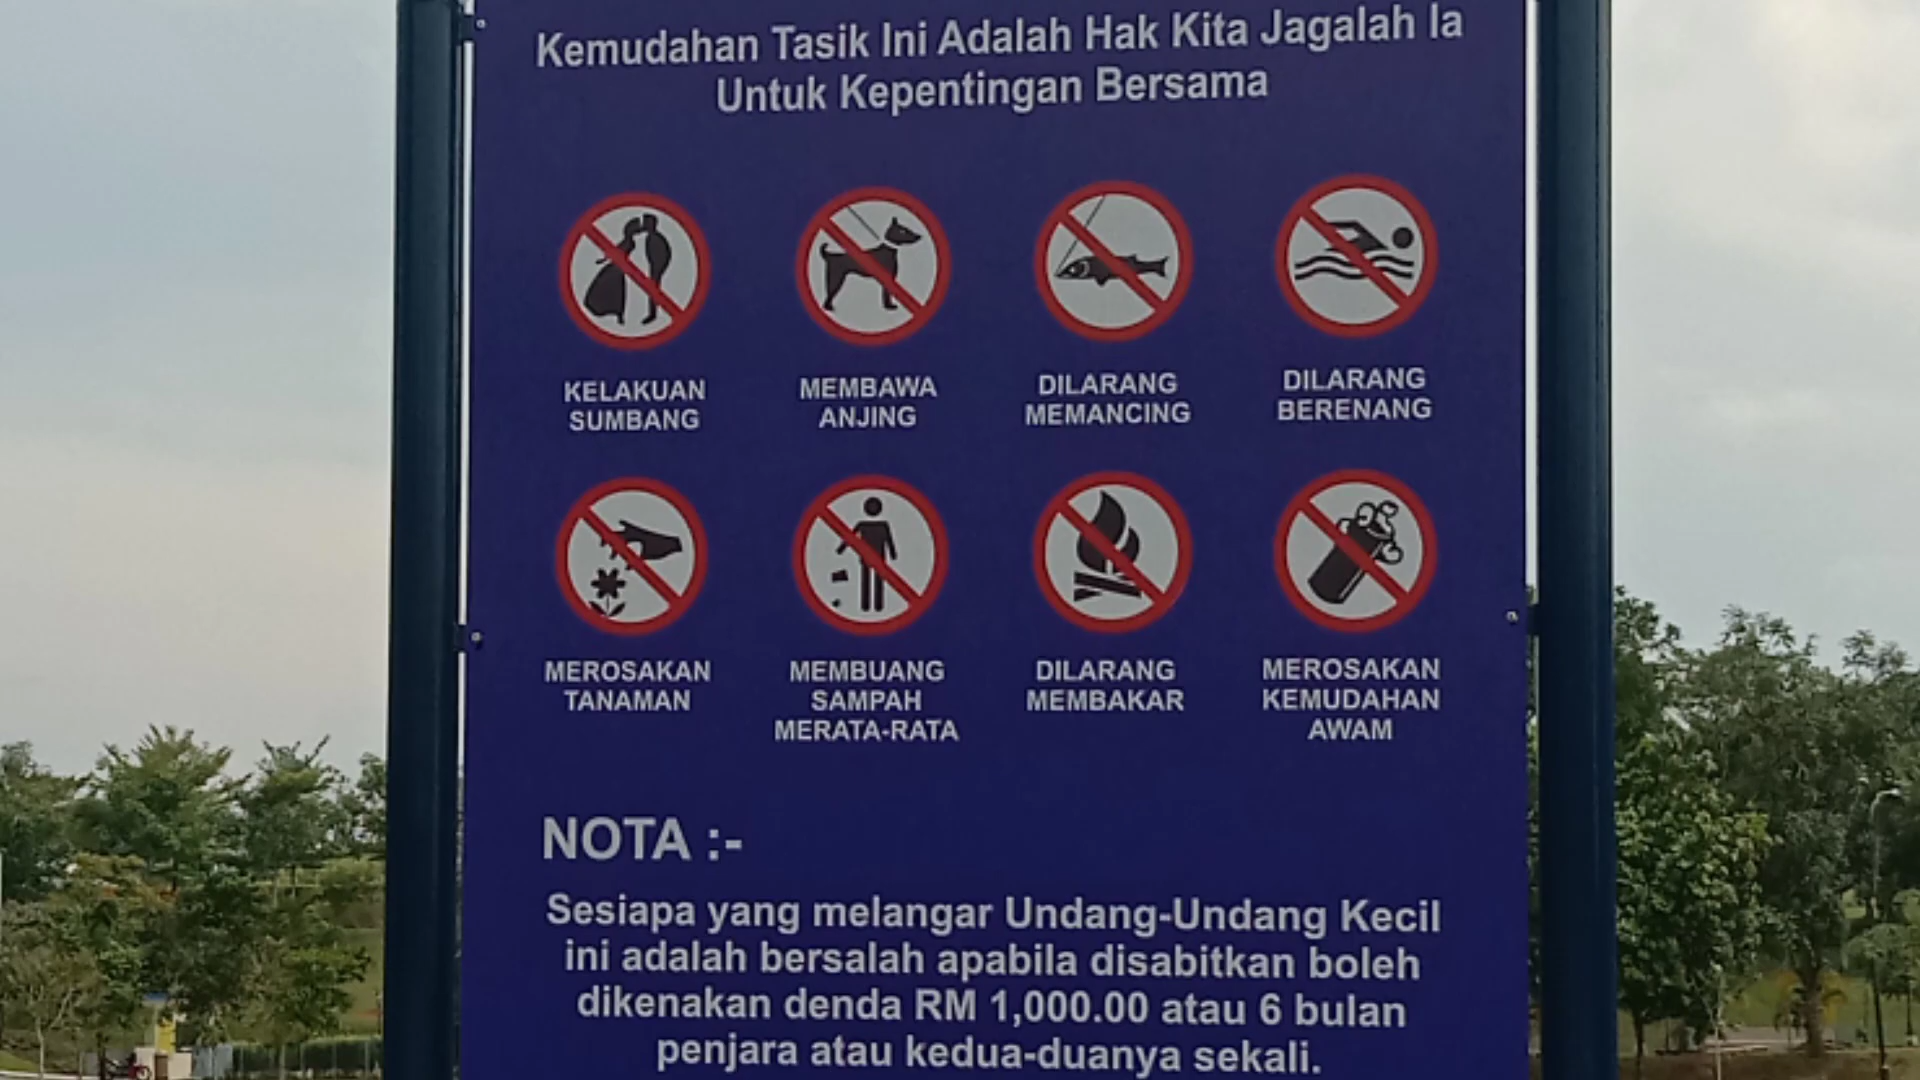 Kemudahan Tasik Ini Adalah Hak Kita Jagalah Ia
Untuk Kepentingan Bersama
KELAKUAN
SUMBANG
MEMBAWA
ANJING
DILARANG
MEMANCING
DILARANG
BERENANG
MEROSAKAN
TANAMAN
MEMBUANG
SAMPAH
MERATA-RATA
DILARANG
MEMBAKAR
MEROSAKAN
KEMUDAHAN
AWAM
NOTA :-
Sesiapa yang melangar Undang-Undang Kecil
ini adalah bersalah apabila disabitkan boleh
dikenakan denda RM 1,000.00 atau 6 bulan
penjara atau kedua-duanya sekali.